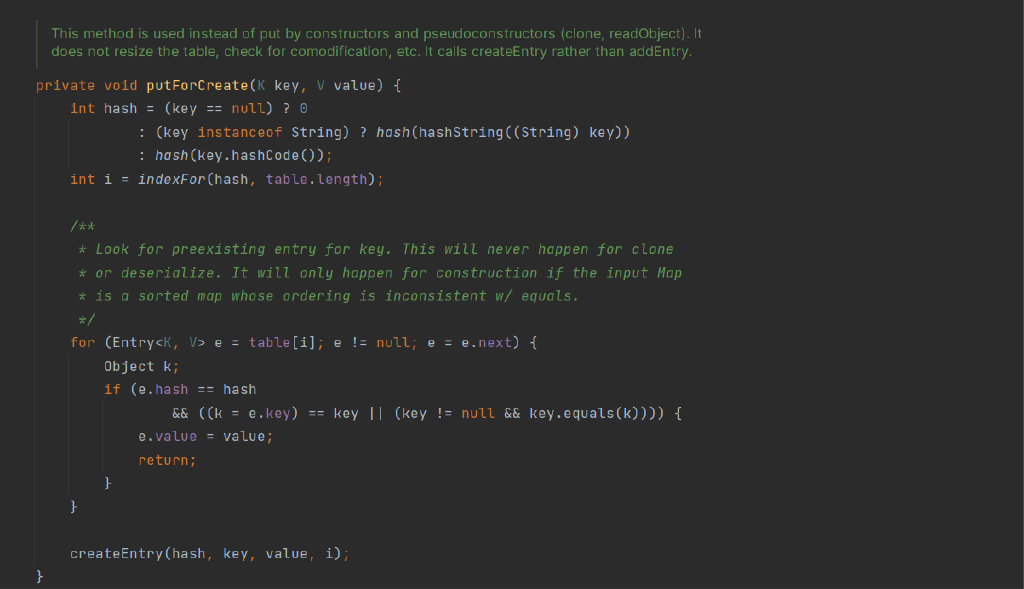 This method is used instead of put by constructors and pseudoconstructors (clone, readObject). It
does not resize the table, check for comodification, etc. It calls createEntry rather than addEntry.
private void putForCreate(K key, V value) {
    int hash = (key == null) ? 0
            : (key instanceof String) ? hash(hashString((String) key))
            : hash(key.hashCode());
    int i = indexFor(hash, table.length);
    /**
     * Look for preexisting entry for key. This will never happen for clone
     * or deserialize. It will only happen for construction if the input Map
     * is a sorted map whose ordering is inconsistent w/ equals.
     */
    for (Entry<K, V> e = table[i]; e != null; e = e.next) {
        Object k;
        if (e.hash == hash
                && ((k = e.key) == key || (key != null && key.equals(k)))) {
            e.value = value;
            return;
        }
    }
    createEntry(hash, key, value, i);
}